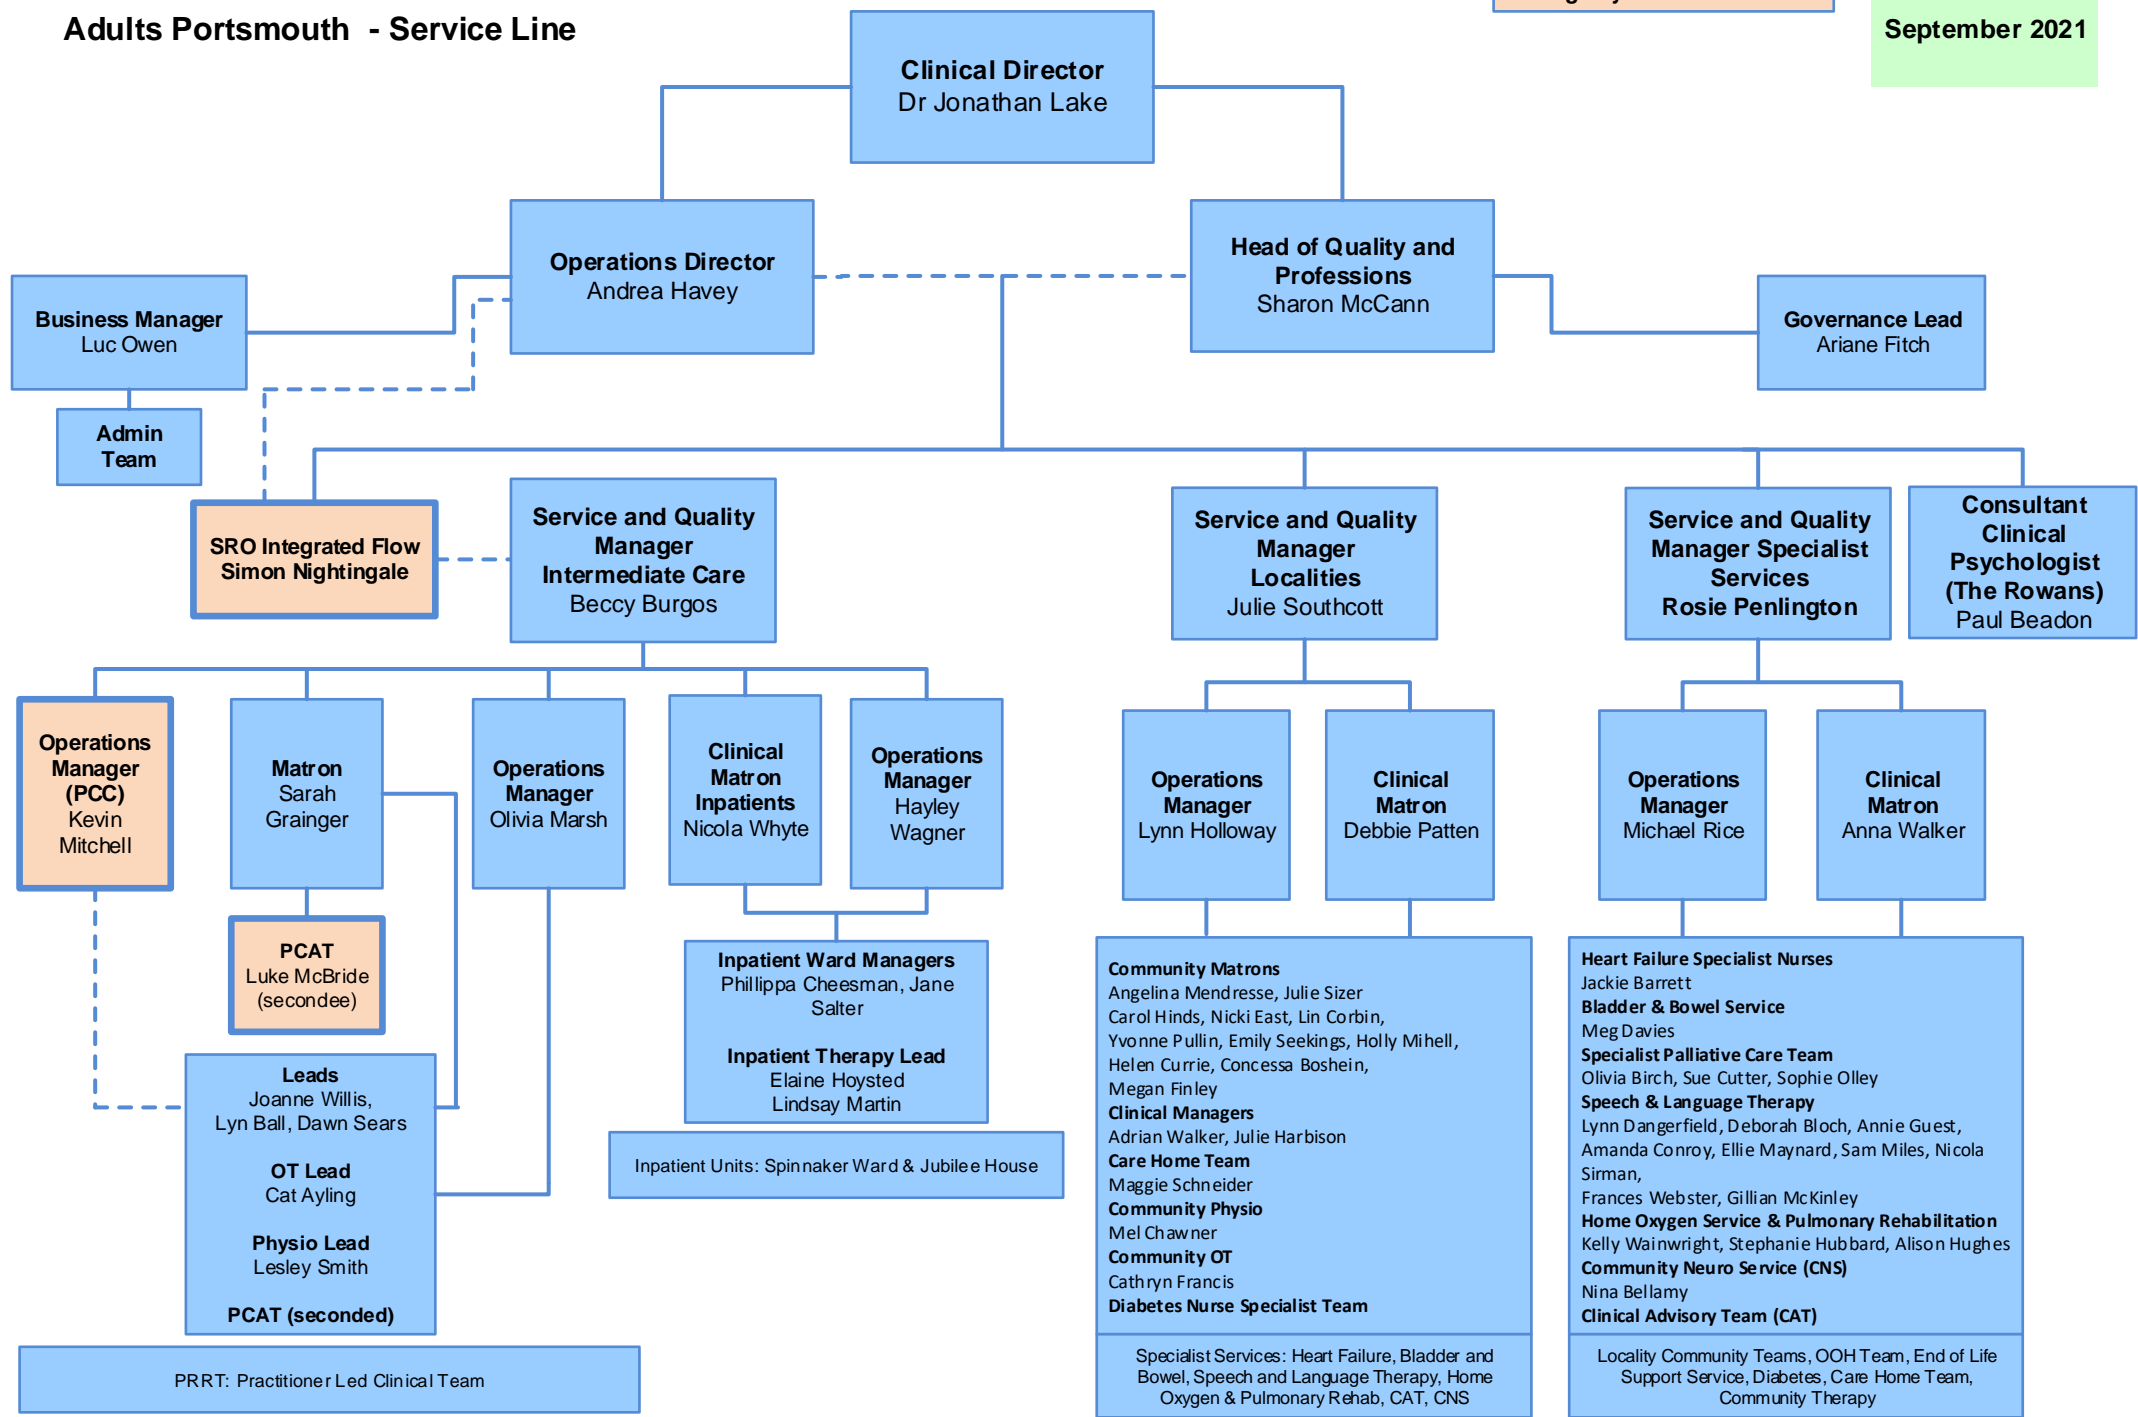 Adults Portsmouth  - Service Line
September 2021
Clinical Director
Dr Jonathan Lake
Operations Director
Andrea Havey
Head of Quality and
Professions
Sharon McCann
Business Manager
Luc Owen
Governance Lead
Ariane Fitch
Admin
Team
SRO Integrated Flow
Simon Nightingale
Service and Quality
Manager
Intermediate Care
Beccy Burgos
Service and Quality
Manager
Localities
Julie Southcott
Service and Quality
Manager Specialist
Services
Rosie Penlington
Consultant
Clinical
Psychologist
(The Rowans)
Paul Beadon
Operations
Manager
(PCC)
Kevin
Mitchell
Matron
Sarah
Grainger
Operations
Manager
Olivia Marsh
Clinical
Matron
Inpatients
Nicola Whyte
Operations
Manager
Hayley
Wagner
Operations
Manager
Lynn Holloway
Clinical
Matron
Debbie Patten
Operations
Manager
Michael Rice
Clinical
Matron
Anna Walker
PCAT
Luke McBride
(secondee)
Leads
Joanne Willis,
Lyn Ball, Dawn Sears
OT Lead
Cat Ayling
Physio Lead
Lesley Smith
PCAT (seconded)
PRRT: Practitioner Led Clinical Team
Inpatient Ward Managers
Phillippa Cheesman, Jane
Salter
Inpatient Therapy Lead
Elaine Hoysted
Lindsay Martin
Inpatient Units: Spinnaker Ward & Jubilee House
Community Matrons
Angelina Mendresse, Julie Sizer
Carol Hinds, Nicki East, Lin Corbin,
Yvonne Pullin, Emily Seekings, Holly Mihell,
Helen Currie, Concessa Boshein,
Megan Finley
Clinical Managers
Adrian Walker, Julie Harbison
Care Home Team
Maggie Schneider
Community Physio
Mel Chawner
Community OT
Cathryn Francis
Diabetes Nurse Specialist Team
Specialist Services: Heart Failure, Bladder and
Bowel, Speech and Language Therapy, Home
Oxygen & Pulmonary Rehab, CAT, CNS
Heart Failure Specialist Nurses
Jackie Barrett
Bladder & Bowel Service
Meg Davies
Specialist Palliative Care Team
Olivia Birch, Sue Cutter, Sophie Olley
Speech & Language Therapy
Lynn Dangerfield, Deborah Bloch, Annie Guest,
Amanda Conroy, Ellie Maynard, Sam Miles, Nicola
Sirman,
Frances Webster, Gillian McKinley
Home Oxygen Service & Pulmonary Rehabilitation
Kelly Wainwright, Stephanie Hubbard, Alison Hughes
Community Neuro Service (CNS)
Nina Bellamy
Clinical Advisory Team (CAT)
Locality Community Teams, OOH Team, End of Life
Support Service, Diabetes, Care Home Team,
Community Therapy